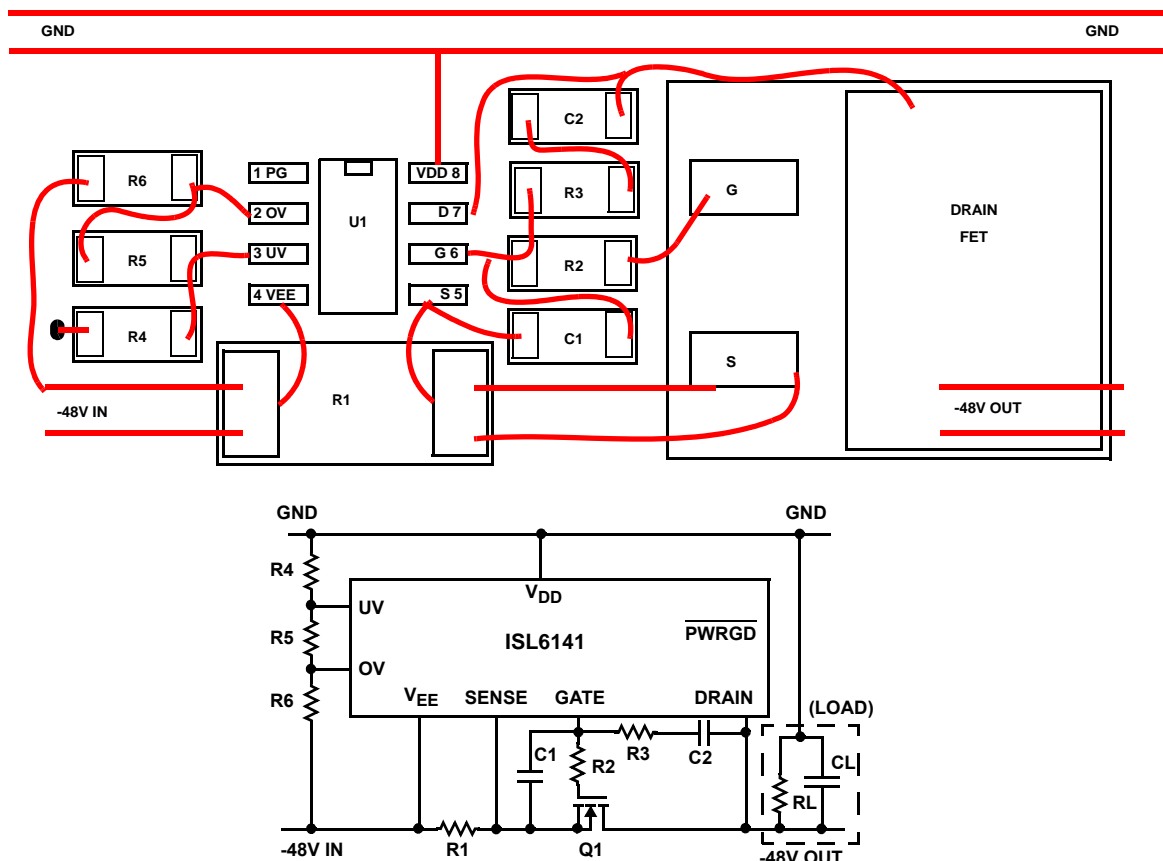 GND GND
C2
R6 1 PG VDD 8
R3 G
2 OV U1 D 7 DRAIN
FET
R5 3 UV G 6 R2
4 VEE S 5
R4 C1
S
-48V IN R1 -48V OUT
GND GND
R4
VDD
UV
R5 ISL6141 PWRGD
OV
R6 VEE SENSE GATE DRAIN
(LOAD)
C1 R2 R3 C2 CL
RL
-48V IN R1 Q1 -48V OUT